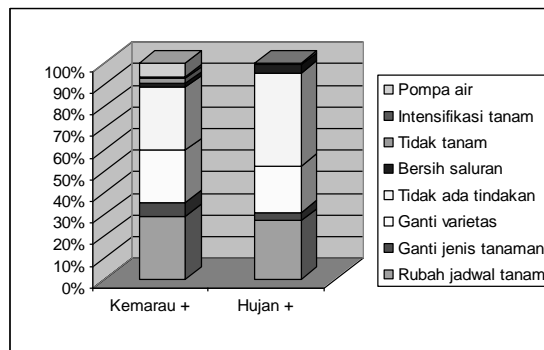 100%
90%
80%
70%
60%
50%
40%
30%
20%
10%
0%
Kemarau +
Hujan +
Pompa air
Intensifikasi tanam
Tidak tanam
Bersih saluran
Tidak ada tindakan
Ganti varietas
Ganti jenis tanaman
Rubah jadwal tanam